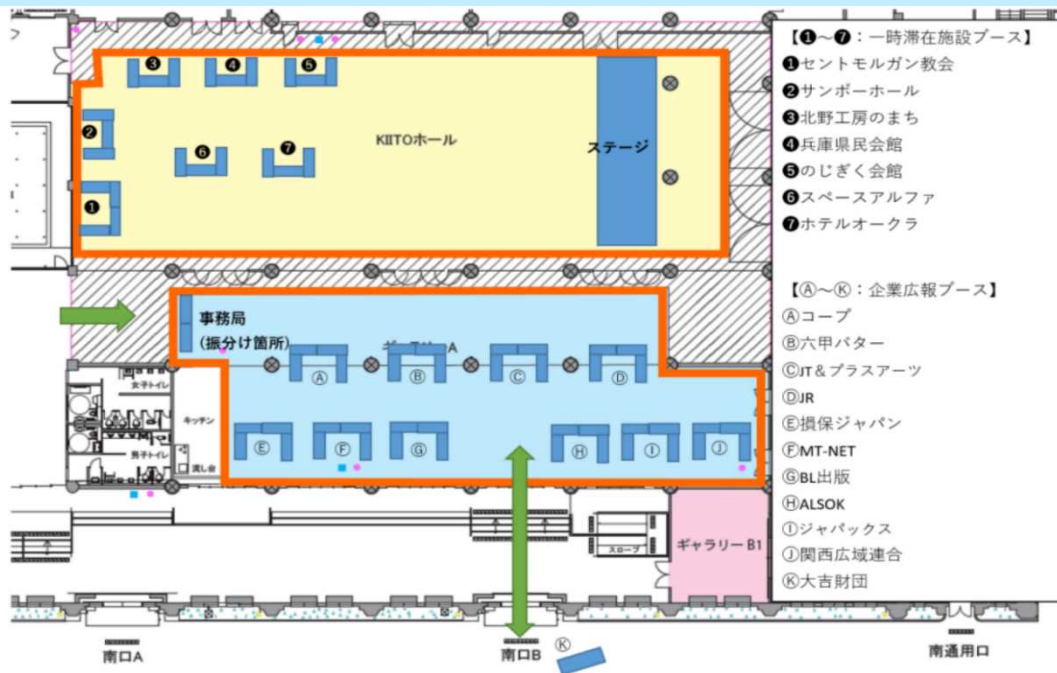 【❶～❼：一時滞在施設ブース】
❶セントモルガン教会
❷サンボーホール
❸北野工房のまち
❹兵庫県民会館
❺のじぎく会館
❻スペースアルファ
❼ホテルオークラ
【Ⓐ～Ⓚ：企業広報ブース】
Ⓐコープ
Ⓑ六甲バター
ⒸJT＆プラスアーツ
ⒹJR
Ⓔ損保ジャパン
ⒻMT-NET
ⒼBL出版
ⒽALSOK
Ⓘジャパックス
Ⓙ関西広域連合
Ⓚ大吉財団
❸
❹
❺
❷
KIITOホール
ステージ
❻
❼
❶
事務局
(振分け箇所)
Ⓐ
Ⓑ
Ⓒ
Ⓓ
女子トイレ
キッチン
男子トイレ
流し台
Ⓔ
Ⓕ
Ⓖ
Ⓗ
Ⓘ
Ⓙ
スロープ
ギャラリー B1
南口A
南口B
Ⓚ
南通用口